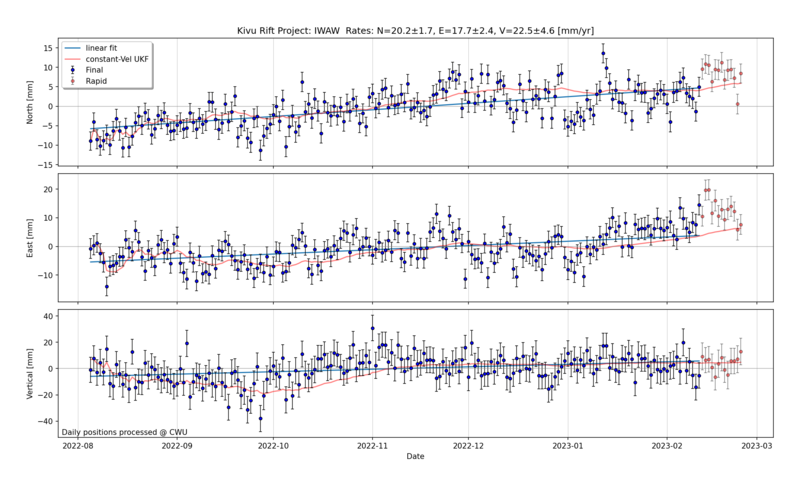 Kivu Rift Project: IWAW Rates: N=20.2±1.7, E=17.7±2.4, V=22.5±4.6 [mm/yr]
linear fit
constant-Vel UKF
Final
Rapid
North [mm]
15
10
5
0
−5
−10
−15
East [mm]
20
10
0
−10
Vertical [mm]
40
20
0
−20
−40
Daily positions processed @ CWU
2022-08
2022-09
2022-10
2022-11
2022-12
2023-01
2023-02
2023-03
Date